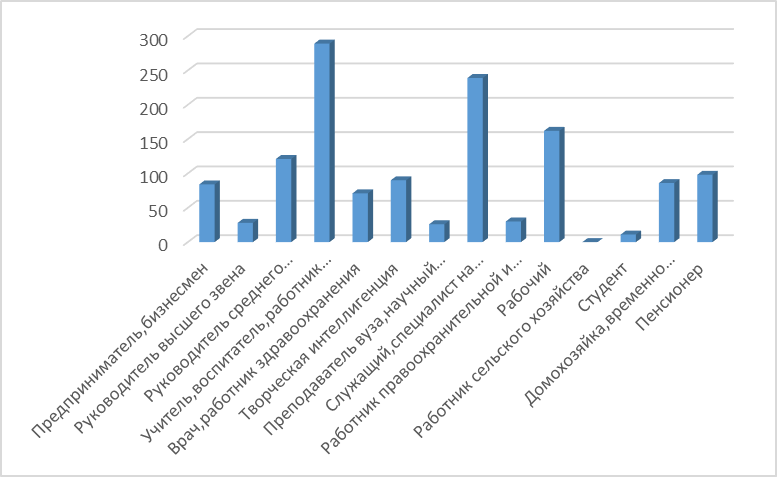 300
250
200
150
100
50
0
Предприниматель,бизнесмен
Руководитель высшего звена
Руководитель среднего…
Учитель,воспитатель,работник…
Врач,работник здравоохранения
Творческая интеллигенция
Преподаватель вуза,научный…
Служащий,специалист на…
Работник правоохранительной и…
Рабочий
Работник сельского хозяйства
Студент
Домохозяйка,временно…
Пенсионер